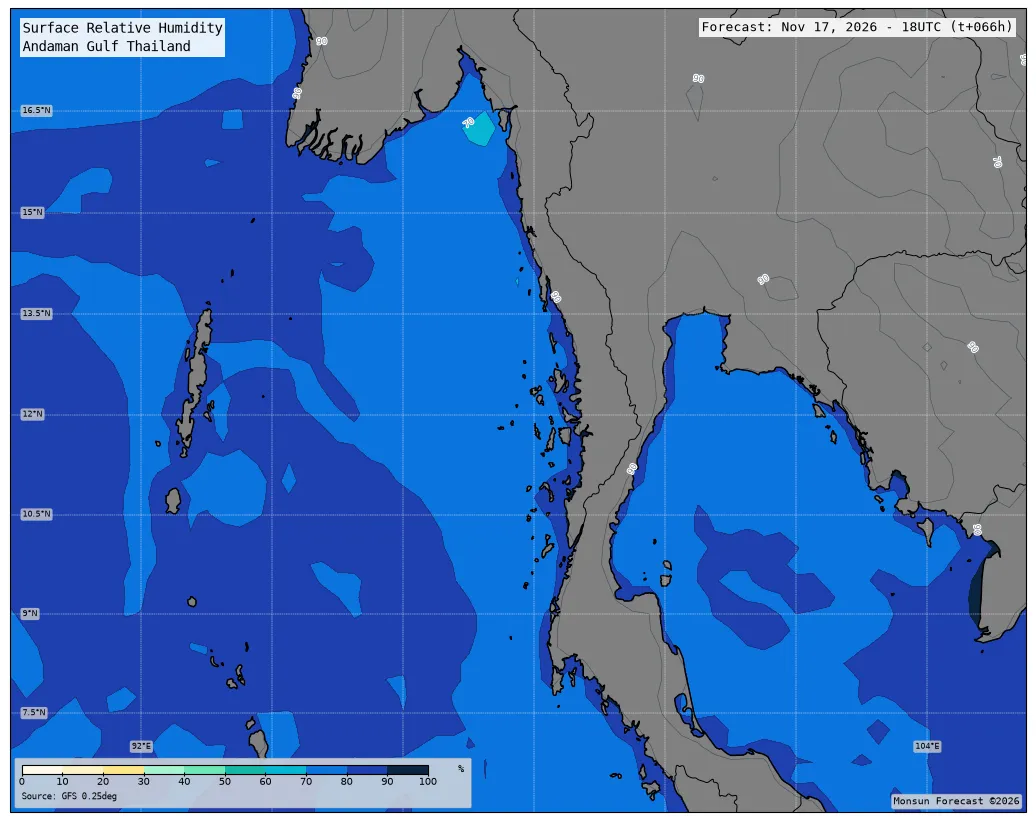 Surface Relative Humidity
Andaman Gulf Thailand
Forecast: Nov 17, 2026 - 18UTC (t+066h)
90
90
90
70
70
16.5°N
15°N
90
90
13.5°N
90
12°N
90
10.5°N
90
9°N
7.5°N
92°E
104°E
0 10 20 30 40 50 60 70 80 90 100 %
Source: GFS 0.25deg
Monsun Forecast ©2026